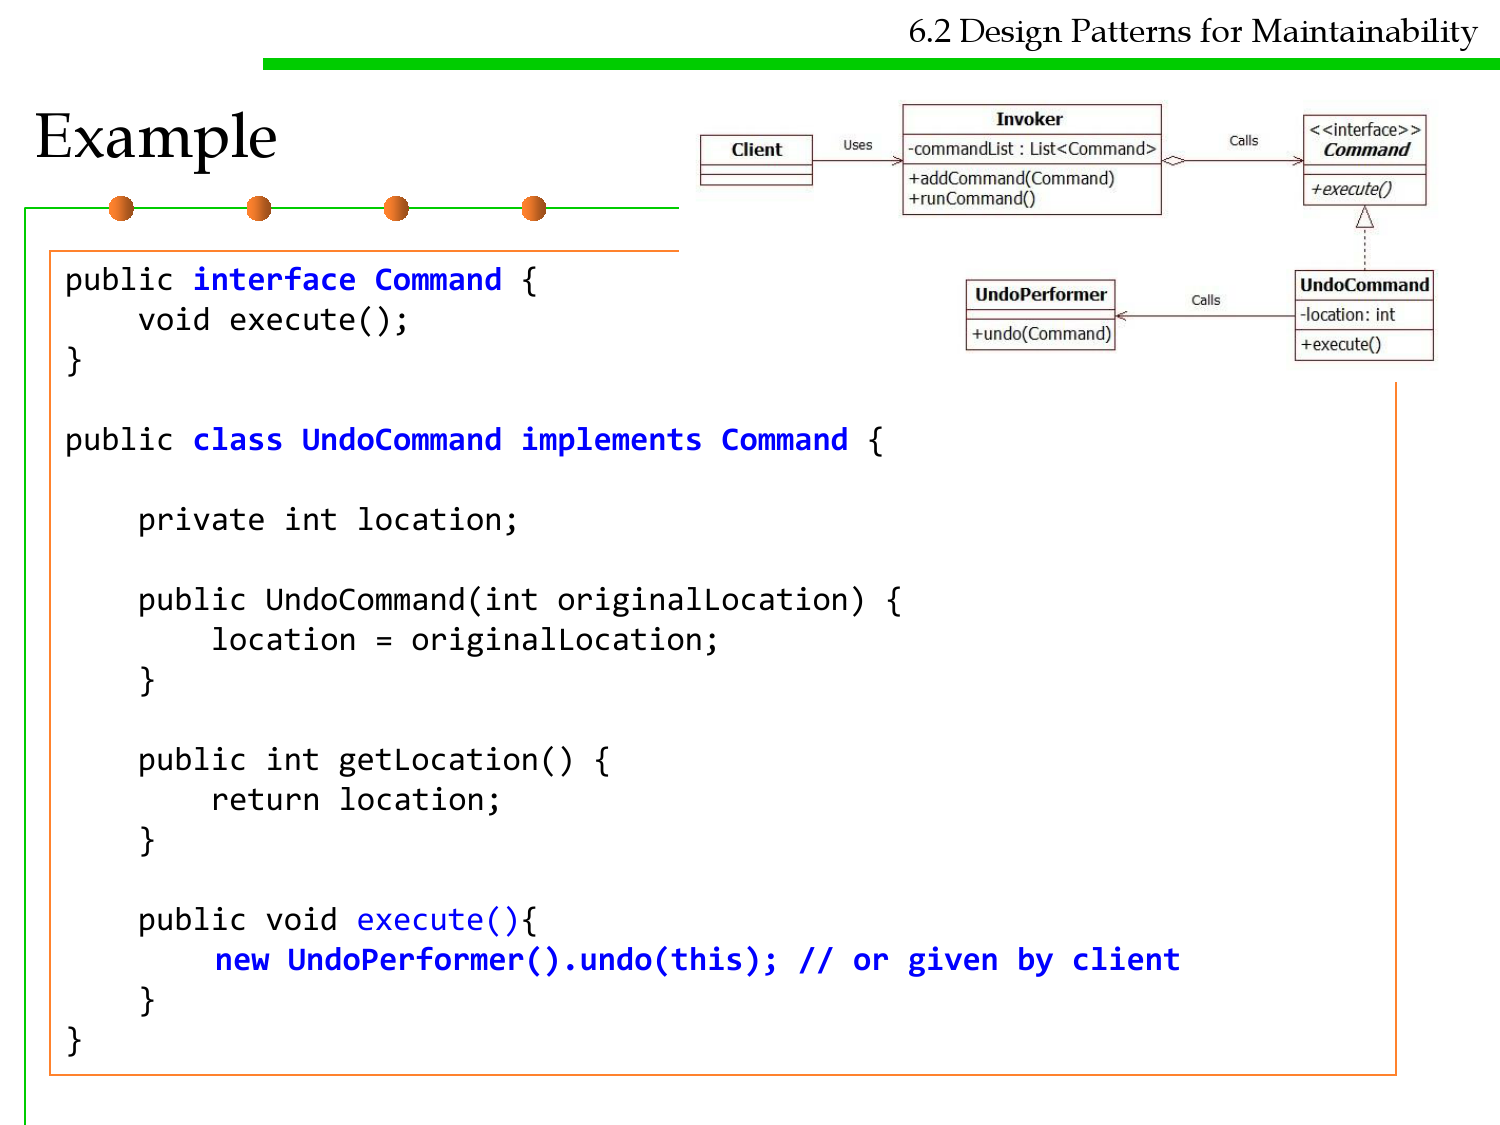 6.2 Design Patterns for Maintainability
Example
Client
Uses
Invoker
-commandList : List<Command>
+addCommand(Command)
+runCommand()
Calls
<<interface>>
Command
+execute()
UndoPerformer
+undo(Command)
Calls
UndoCommand
-location: int
+execute()
public interface Command {
    void execute();
}
public class UndoCommand implements Command {
    private int location;
    public UndoCommand(int originalLocation) {
        location = originalLocation;
    }
    public int getLocation() {
        return location;
    }
    public void execute(){
        new UndoPerformer().undo(this); // or given by client
    }
}